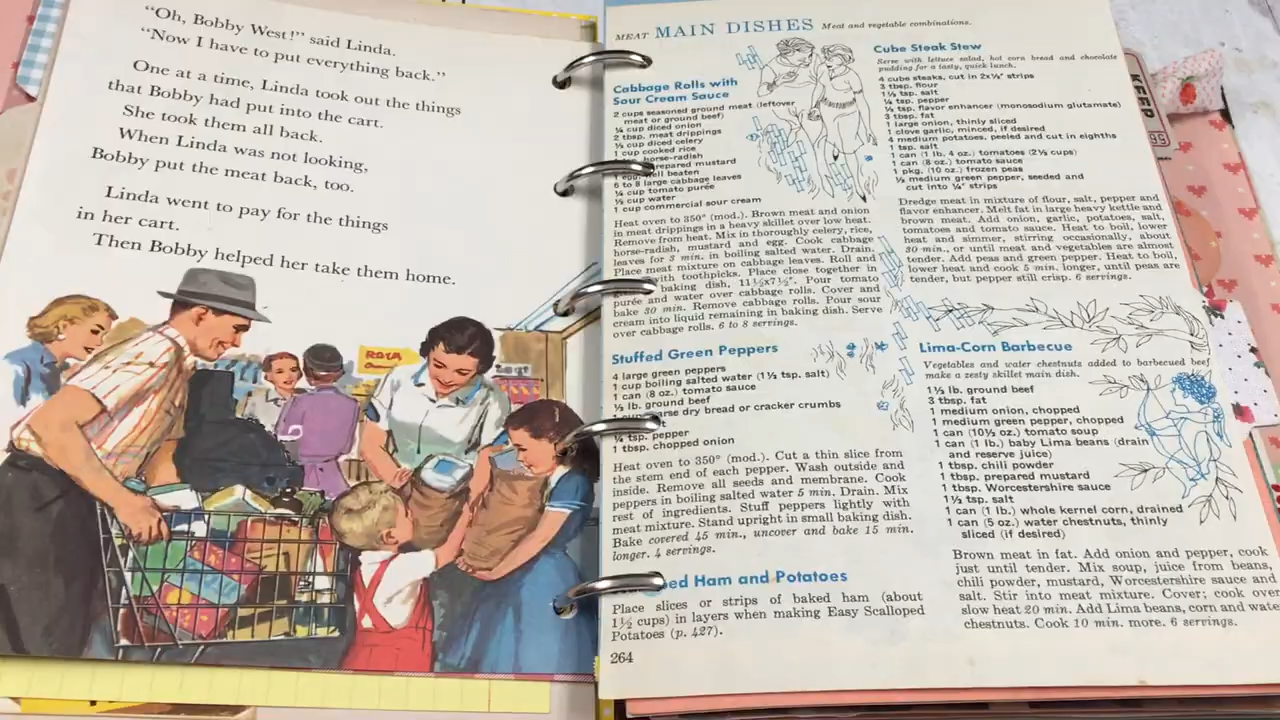 "Oh, Bobby West!" said Linda.
"Now I have to put everything back."
One at a time, Linda took out the things
that Bobby had put into the cart.
She took them all back.
When Linda was not looking,
Bobby put the meat back, too.
Linda went to pay for the things
in her cart.
Then Bobby helped her take them home.
MEAT MAIN DISHES Meat and vegetable combinations.
Cabbage Rolls with
Sour Cream Sauce
2 cups seasoned ground meat (leftover
meat or ground beef)
¼ cup diced onion
2 tbsp. meat drippings
½ cup diced celery
1 cup cooked rice
horse-radish
prepared mustard
1 egg, well beaten
6 to 8 large cabbage leaves
¼ cup tomato purée
½ cup water
1 cup commercial sour cream
Heat oven to 350° (mod.). Brown meat and onion
in meat drippings in a heavy skillet over low heat.
Remove from heat. Mix in thoroughly celery, rice,
horse-radish, mustard and egg. Cook cabbage
leaves for 3 min. in boiling salted water. Drain.
Place meat mixture on cabbage leaves. Roll and
with toothpicks. Place close together in
baking dish, 11½x7½". Pour tomato
purée and water over cabbage rolls. Cover and
bake 30 min. Remove cabbage rolls. Pour sour
cream into liquid remaining in baking dish. Serve
over cabbage rolls. 6 to 8 servings.
Stuffed Green Peppers
4 large green peppers
1 cup boiling salted water (1½ tsp. salt)
1 can (8 oz.) tomato sauce
½ lb. ground beef
dry bread or cracker crumbs
¼ tsp. pepper
1 tbsp. chopped onion
Heat oven to 350° (mod.). Cut a thin slice from
the stem end of each pepper. Wash outside and
inside. Remove all seeds and membrane. Cook
peppers in boiling salted water 5 min. Drain. Mix
rest of ingredients. Stuff peppers lightly with
meat mixture. Stand upright in small baking dish.
Bake covered 45 min., uncover and bake 15 min.
longer. 4 servings.
Ham and Potatoes
Place slices or strips of baked ham (about
1½ cups) in layers when making Easy Scalloped
Potatoes (p. 427).
264
Cube Steak Stew
Serve with lettuce salad, hot corn bread and chocolate
pudding for a tasty, quick lunch.
4 cube steaks, cut in 2x½" strips
3 tbsp. flour
1½ tsp. salt
¼ tsp. pepper
½ tsp. flavor enhancer (monosodium glutamate)
3 tbsp. fat
1 large onion, thinly sliced
1 clove garlic, minced, if desired
4 medium potatoes, peeled and cut in eighths
1 tsp. salt
1 can (1 lb. 4 oz.) tomatoes (2½ cups)
1 can (8 oz.) tomato sauce
1 pkg. (10 oz.) frozen peas
½ medium green pepper, seeded and
cut into ¼" strips
Dredge meat in mixture of flour, salt, pepper and
flavor enhancer. Melt fat in large heavy kettle and
brown meat. Add onion, garlic, potatoes, salt,
tomatoes and tomato sauce. Heat to boil, lower
heat and simmer, stirring occasionally, about
30 min., or until meat and vegetables are almost
tender. Add peas and green pepper. Heat to boil,
lower heat and cook 5 min. longer, until peas are
tender, but pepper still crisp. 6 servings.
Lima-Corn Barbecue
Vegetables and water chestnuts added to barbecued beef
make a zesty skillet main dish.
1½ lb. ground beef
3 tbsp. fat
1 medium onion, chopped
1 medium green pepper, chopped
1 can (10½ oz.) tomato soup
1 can (1 lb.) baby Lima beans (drain
and reserve juice)
1 tbsp. chili powder
1 tbsp. prepared mustard
1 tbsp. Worcestershire sauce
1½ tsp. salt
1 can (1 lb.) whole kernel corn, drained
1 can (5 oz.) water chestnuts, thinly
sliced (if desired)
Brown meat in fat. Add onion and pepper, cook
just until tender. Mix soup, juice from beans,
chili powder, mustard, Worcestershire sauce and
salt. Stir into meat mixture. Cover; cook over
slow heat 20 min. Add Lima beans, corn and water
chestnuts. Cook 10 min. more. 6 servings.
KEEP